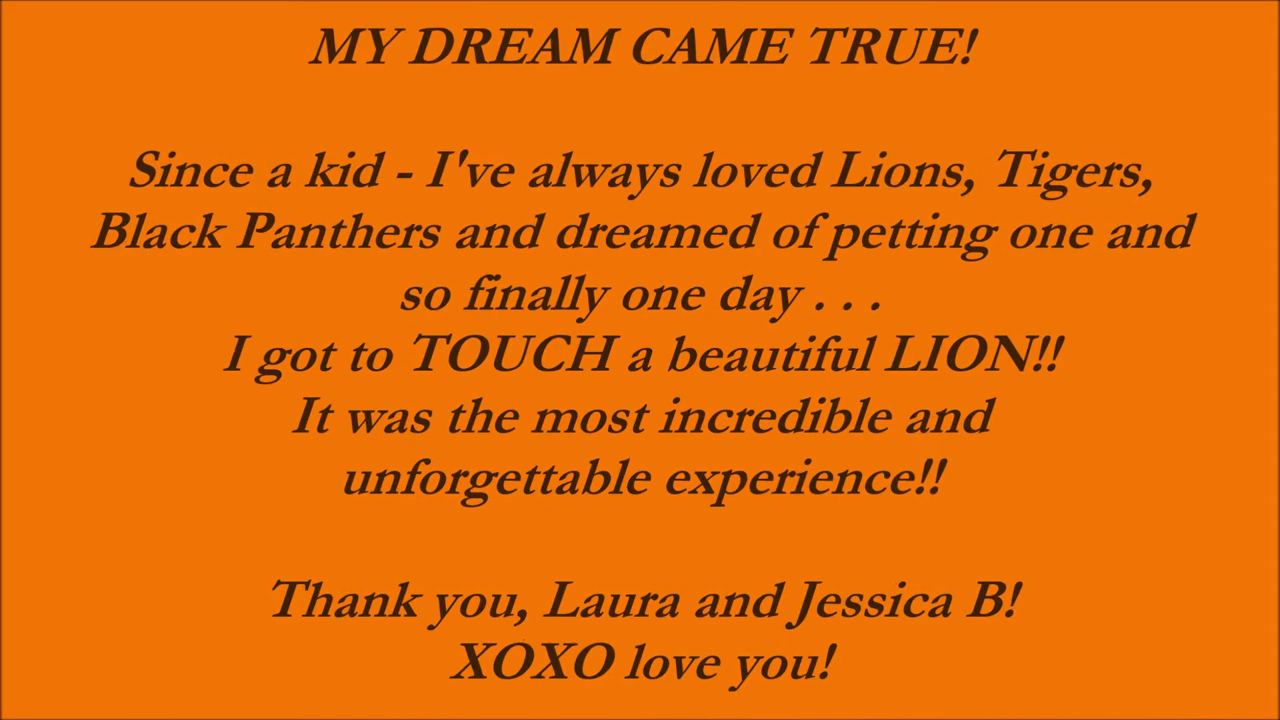 MY DREAM CAME TRUE!
Since a kid - I've always loved Lions, Tigers,
Black Panthers and dreamed of petting one and
so finally one day . . .
I got to TOUCH a beautiful LION!!
It was the most incredible and
unforgettable experience!!
Thank you, Laura and Jessica B!
XOXO love you!